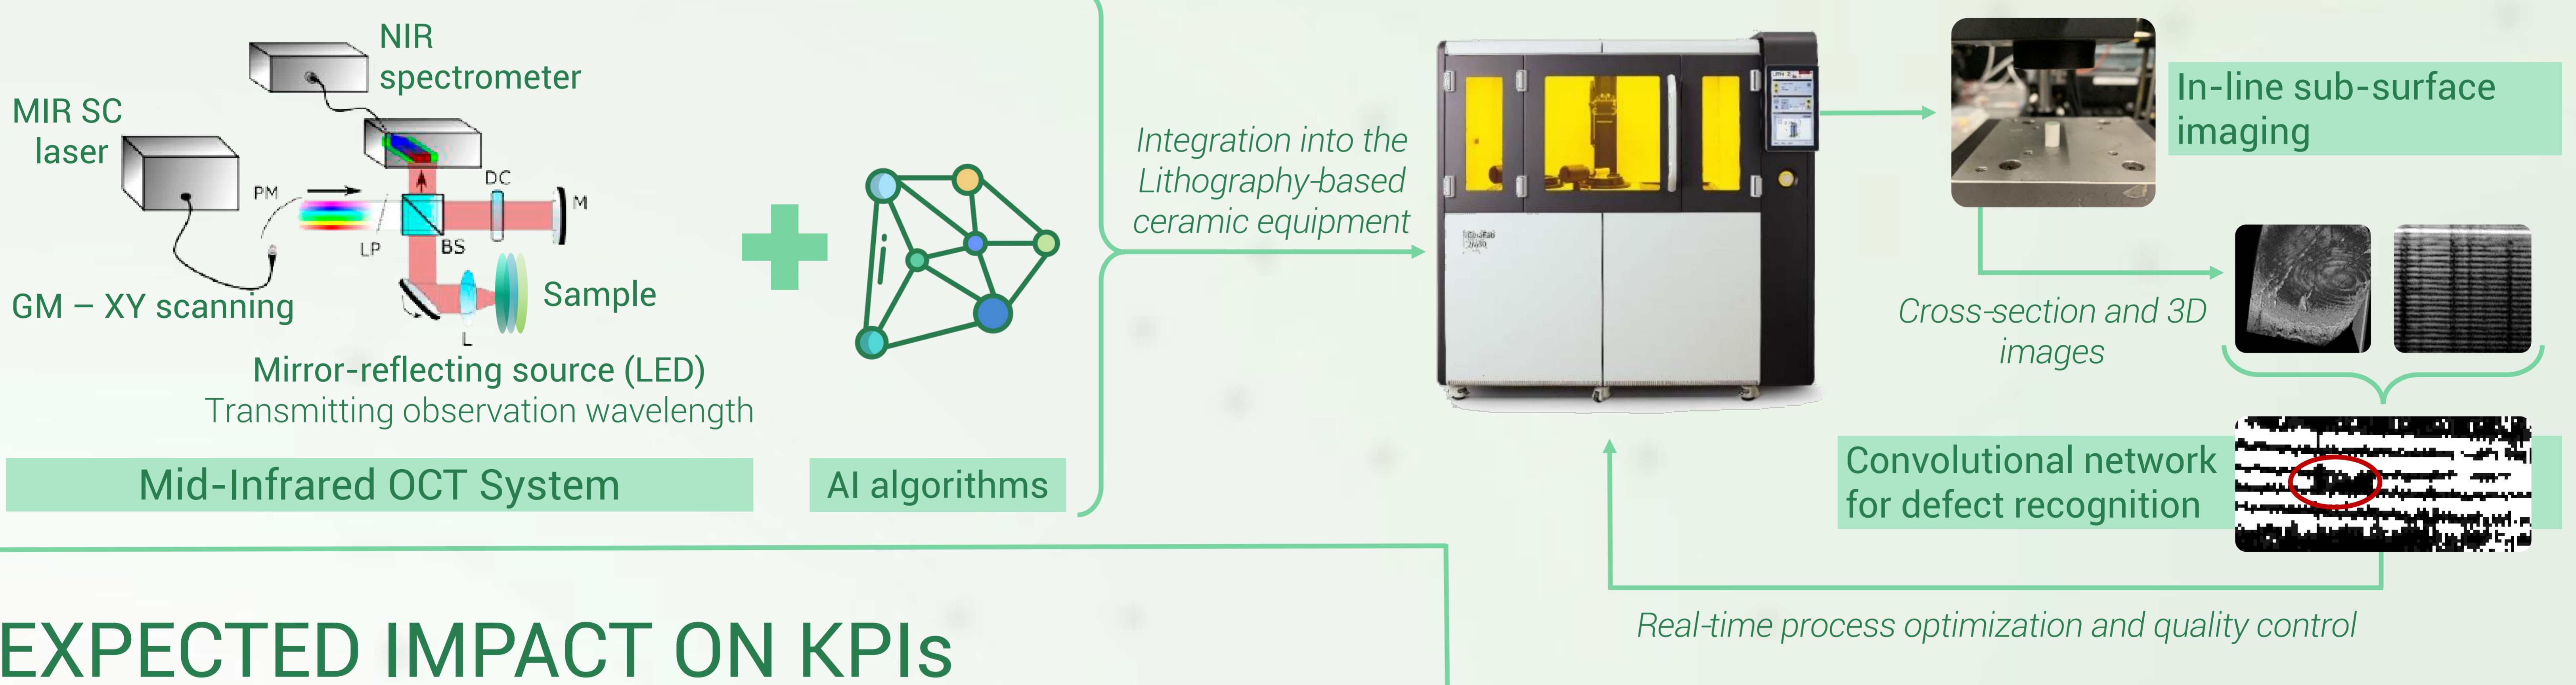 NIR
spectrometer
MIR SC
laser
PM
DC
M
LP
BS
L
GM – XY scanning
Sample
Mirror-reflecting source (LED)
Transmitting observation wavelength
Mid-Infrared OCT System
AI algorithms
Integration into the
Lithography-based
ceramic equipment
In-line sub-surface
imaging
Cross-section and 3D
images
Convolutional network
for defect recognition
Real-time process optimization and quality control
EXPECTED IMPACT ON KPIs